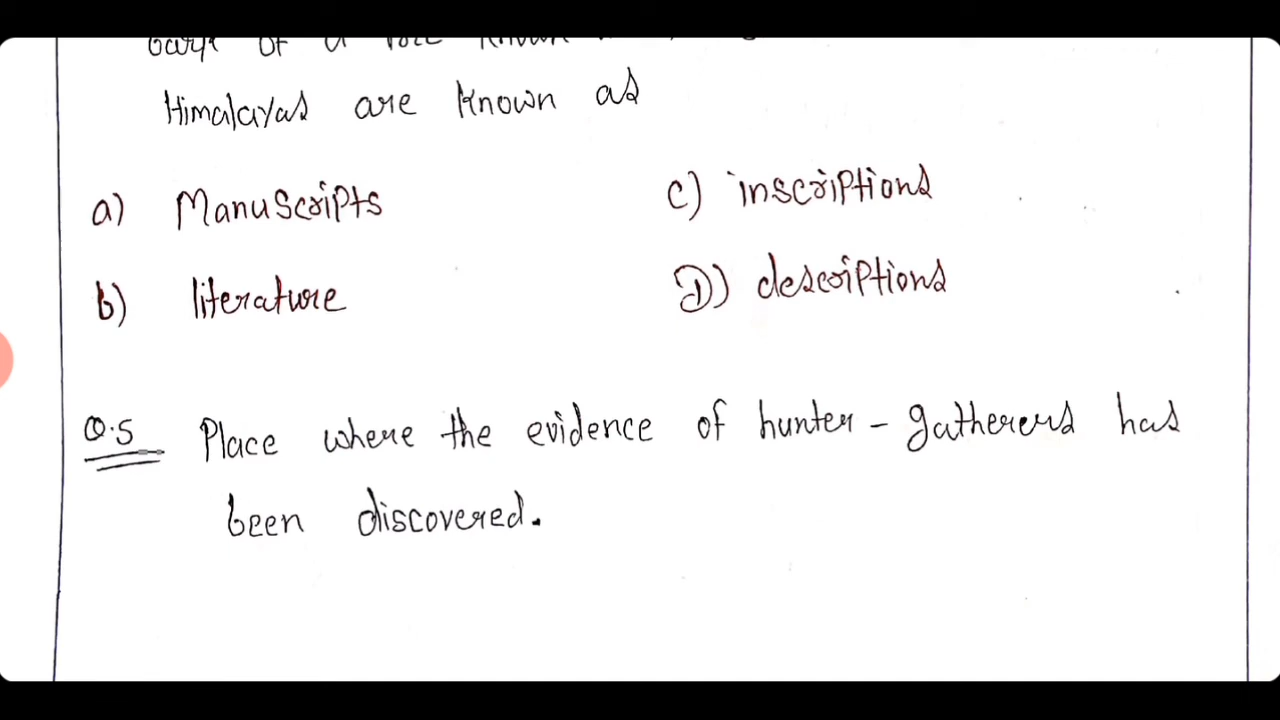 of a
Himalayas are known as
a) Manuscripts
c) inscriptions
b) literature
D) descriptions
Q.5 Place where the evidence of hunter - gatherers has
been discovered.